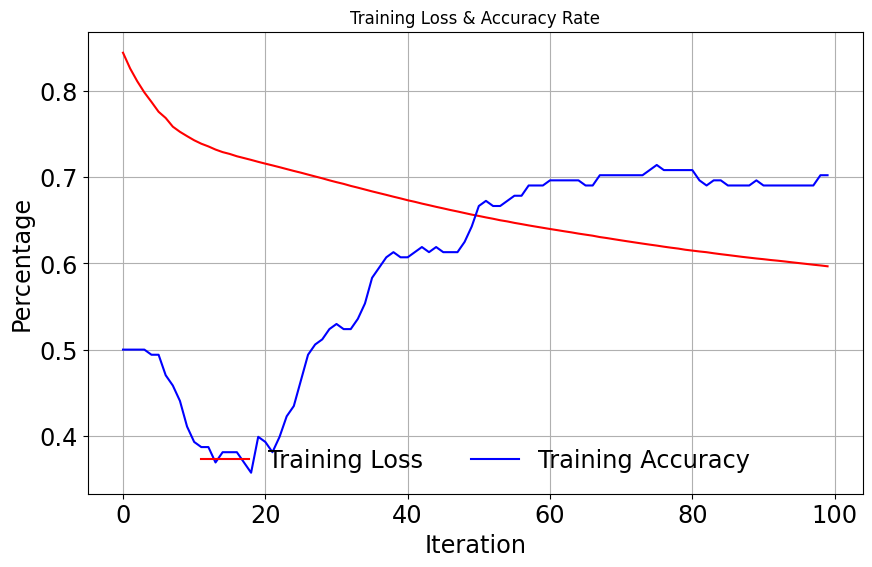 Training Loss & Accuracy Rate
Percentage
0.8
0.7
0.6
0.5
0.4
Training Loss Training Accuracy
0 20 40 60 80 100
Iteration